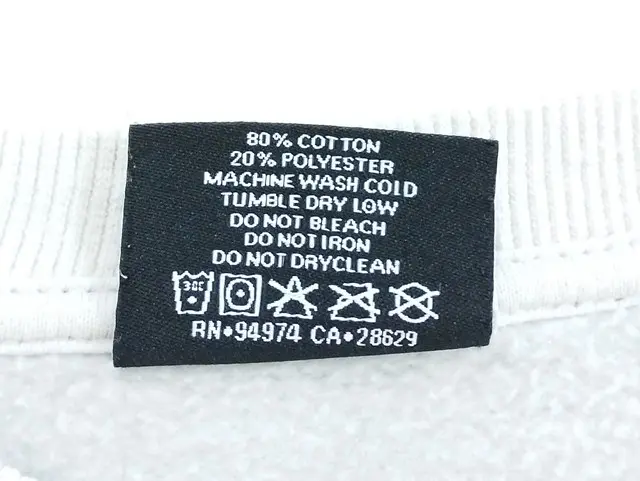 80% COTTON
20% POLYESTER
MACHINE WASH COLD
TUMBLE DRY LOW
DO NOT BLEACH
DO NOT IRON
DO NOT DRYCLEAN
RN•94974 CA•28629